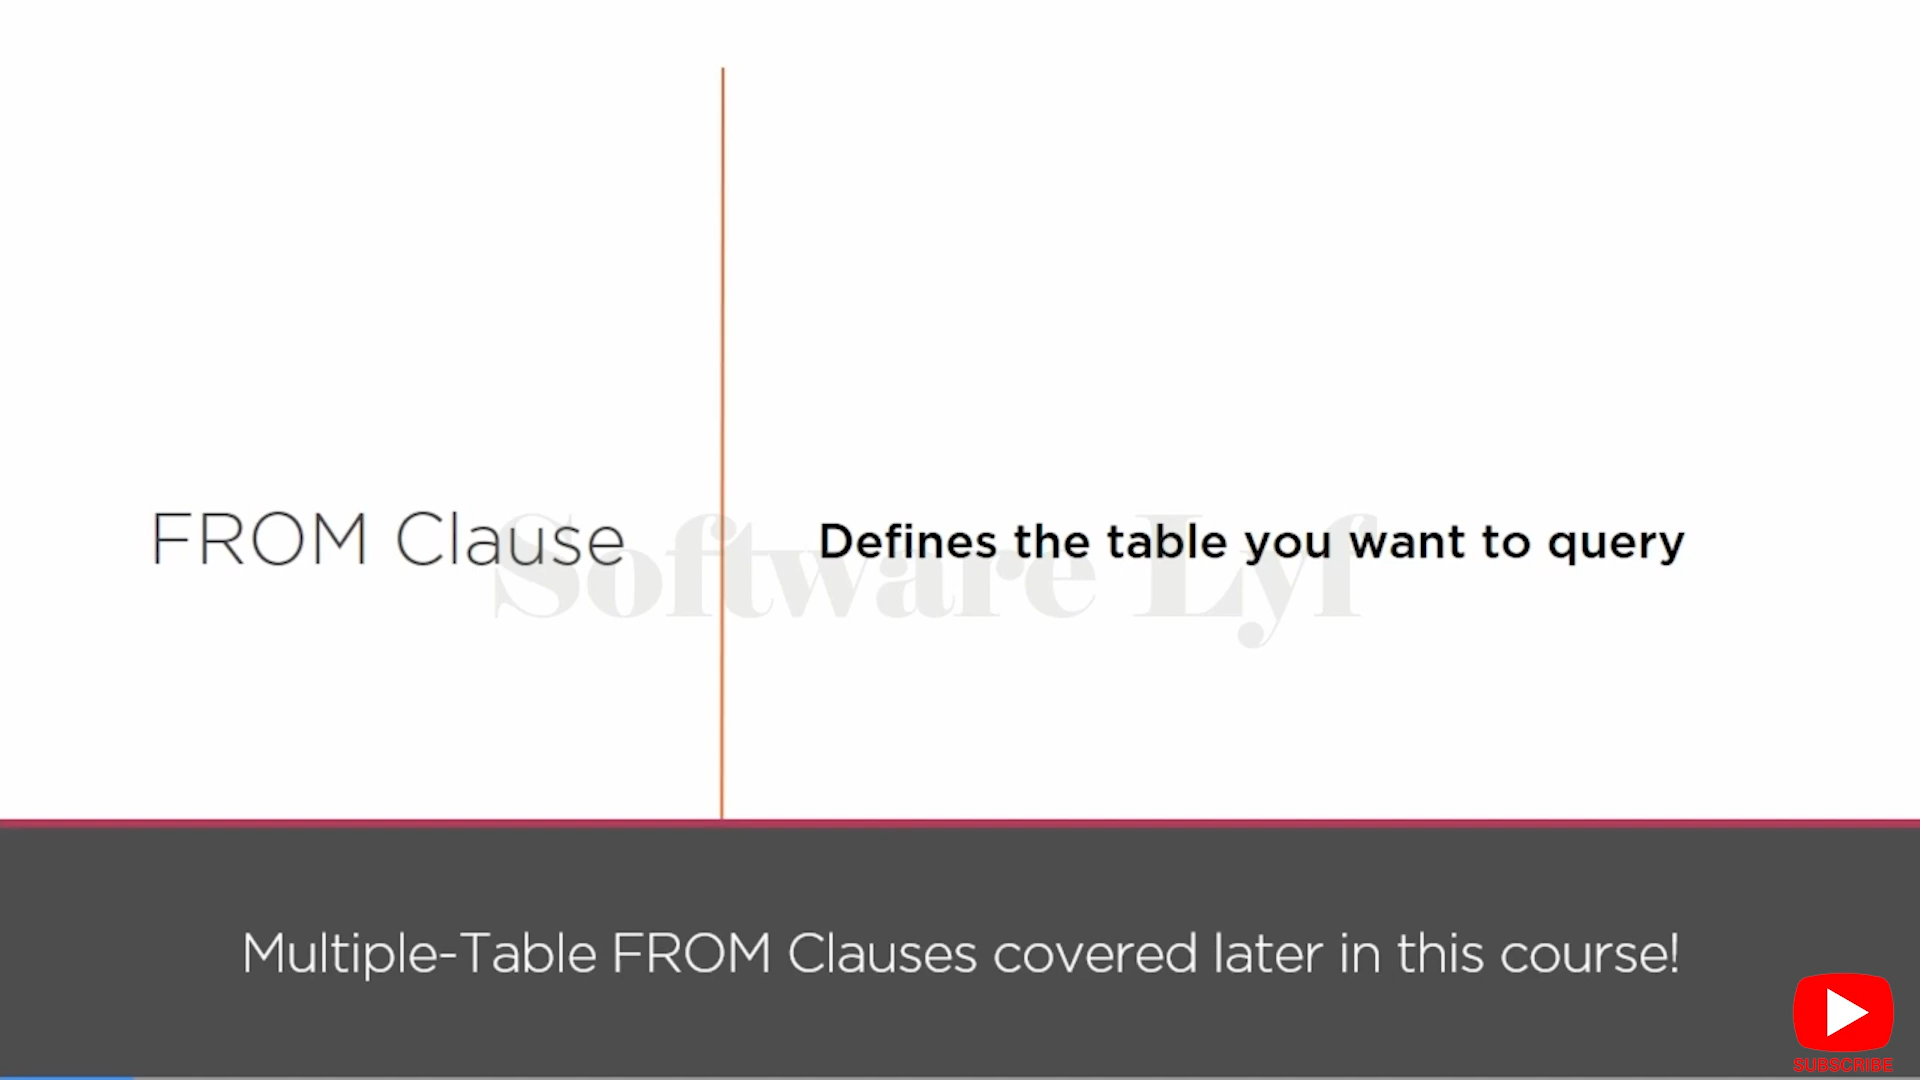 FROM Clause
Defines the table you want to query
Software Lyf
Multiple-Table FROM Clauses covered later in this course!
SUBSCRIBE